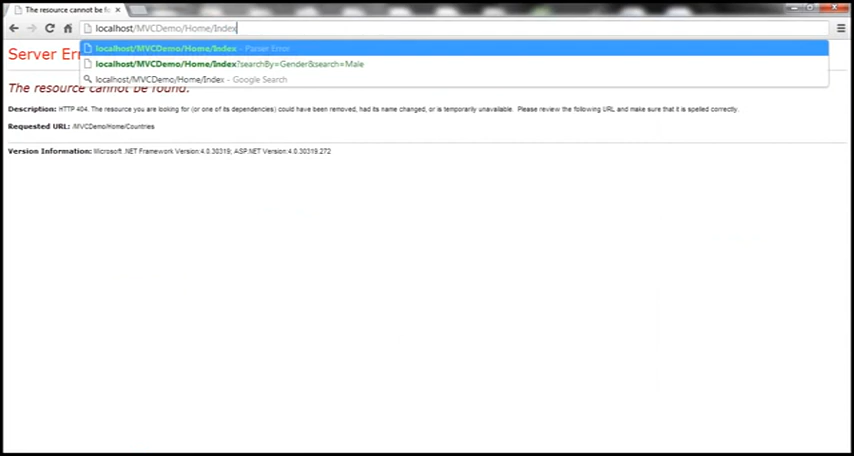 The resource cannot be f
localhost/MVCDemo/Home/Index
localhost/MVCDemo/Home/Index - Parser Error
Server Er
localhost/MVCDemo/Home/Index?searchBy=Gender&search=Male
localhost/MVCDemo/Home/Index - Google Search
The resource cannot be found.
Description: HTTP 404. The resource you are looking for (or one of its dependencies) could have been removed, had its name changed, or is temporarily unavailable.  Please review the following URL and make sure that it is spelled correctly.
Requested URL: /MVCDemo/Home/Countries
Version Information: Microsoft .NET Framework Version:4.0.30319; ASP.NET Version:4.0.30319.272